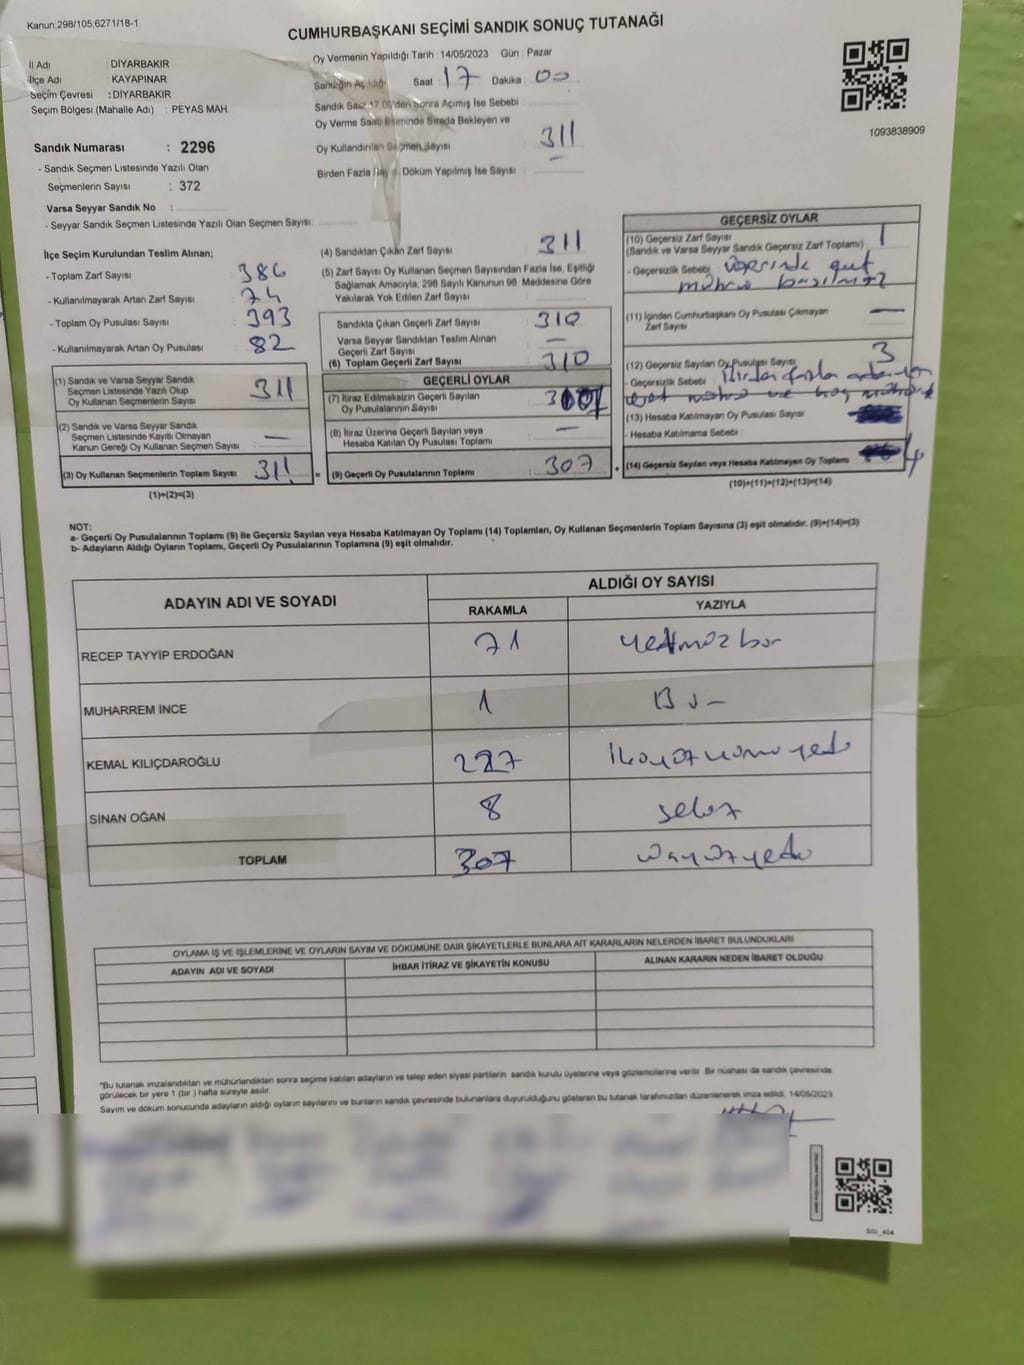 Kanun;298/105;6271/18-1
CUMHURBAŞKANI SEÇİMİ SANDIK SONUÇ TUTANAĞI
İl Adı : DİYARBAKIR
İlçe Adı : KAYAPINAR
Seçim Çevresi : DİYARBAKIR
Seçim Bölgesi (Mahalle Adı) : PEYAS MAH.
Oy Vermenin Yapıldığı Tarih : 14/05/2023 Gün : Pazar
Sandığın Açıldığı Saat : 17 Dakika : 00
Sandık Saat 17.00'den Sonra Açımış İse Sebebi :
Oy Verme Saati Bitiminde Sırada Bekleyen ve
Oy Kullandırılan Seçmen Sayısı : 311
Birden Fazla Sayım Döküm Yapılmış İse Sayısı :
1093838909
Sandık Numarası : 2296
- Sandık Seçmen Listesinde Yazılı Olan
Seçmenlerin Sayısı : 372
Varsa Seyyar Sandık No :
- Seyyar Sandık Seçmen Listesinde Yazılı Olan Seçmen Sayısı:
İlçe Seçim Kurulundan Teslim Alınan;
- Toplam Zarf Sayısı : 386
- Kullanılmayarak Artan Zarf Sayısı : 74
- Toplam Oy Pusulası Sayısı : 393
- Kullanılmayarak Artan Oy Pusulası : 82
(1) Sandık ve Varsa Seyyar Sandık
Seçmen Listesinde Yazılı Olup
Oy Kullanan Seçmenlerin Sayısı : 311
(2) Sandık ve Varsa Seyyar Sandık
Seçmen Listesinde Kayıtlı Olmayan
Kanun Gereği Oy Kullanan Seçmen Sayısı : —
(3) Oy Kullanan Seçmenlerin Toplam Sayısı : 311
(1)+(2)=(3)
(4) Sandıktan Çıkan Zarf Sayısı : 311
(5) Zarf Sayısı Oy Kullanan Seçmen Sayısından Fazla İse, Eşitliği
Sağlamak Amacıyla, 298 Sayılı Kanunun 98. Maddesine Göre
Yakılarak Yok Edilen Zarf Sayısı :
Sandıkta Çıkan Geçerli Zarf Sayısı : 310
Varsa Seyyar Sandıktan Teslim Alınan
Geçerli Zarf Sayısı : —
(6) Toplam Geçerli Zarf Sayısı : 310
GEÇERLİ OYLAR
(7) İtiraz Edilmeksizin Geçerli Sayılan
Oy Pusulalarının Sayısı : 307
(8) İtiraz Üzerine Geçerli Sayılan veya
Hesaba Katılan Oy Pusulası Toplamı : —
(9) Geçerli Oy Pusulalarının Toplamı : 307
GEÇERSİZ OYLAR
(10) Geçersiz Zarf Sayısı
(Sandık ve Varsa Seyyar Sandık Geçersiz Zarf Toplamı) : 1
- Geçersizlik Sebebi : üzerinde
(11) İçinden Cumhurbaşkanı Oy Pusulası Çıkmayan
Zarf Sayısı : —
(12) Geçersiz Sayılan Oy Pusulası Sayısı : 3
- Geçersizlik Sebebi : Birden fazla
(13) Hesaba Katılmayan Oy Pusulası Sayısı :
- Hesaba Katılmama Sebebi :
(14) Geçersiz Sayılan veya Hesaba Katılmayan Oy Toplamı : 4
(10)+(11)+(12)+(13)=(14)
NOT:
a- Geçerli Oy Pusulalarının Toplamı (9) ile Geçersiz Sayılan veya Hesaba Katılmayan Oy Toplamı (14) Toplamları, Oy Kullanan Seçmenlerin Toplam Sayısına (3) eşit olmalıdır. (9)+(14)=(3)
b- Adayların Aldığı Oyların Toplamı, Geçerli Oy Pusulalarının Toplamına (9) eşit olmalıdır.
ADAYIN ADI VE SOYADI ALDIĞI OY SAYISI
RAKAMLA YAZIYLA
RECEP TAYYİP ERDOĞAN 71 yetmiş bir
MUHARREM İNCE 1 Bir
KEMAL KILIÇDAROĞLU 227 ikiyüzyirmiyedi
SİNAN OĞAN 8 sekiz
TOPLAM 307 üçyüzyedi
OYLAMA İŞ VE İŞLEMLERİNE VE OYLARIN SAYIM VE DÖKÜMÜNE DAİR ŞİKAYETLERLE BUNLARA AİT KARARLARIN NELERDEN İBARET BULUNDUKLARI
ADAYIN ADI VE SOYADI İHBAR İTİRAZ VE ŞİKAYETİN KONUSU ALINAN KARARIN NEDEN İBARET OLDUĞU
*Bu tutanak imzalandıktan ve mühürlendikten sonra seçime katılan adayların ve talep eden siyasi partilerin sandık kurulu üyelerine veya gözlemcilerine verilir. Bir nüshası da sandık çevresinde
görülecek bir yere 1 (bir ) hafta süreyle asılır.
Sayım ve döküm sonucunda adayların aldığı oyların sayılarını ve bunların sandık çevresinde bulunanlara duyurulduğunu gösteren bu tutanak tarafımızdan düzenlenerek imza edildi. 14/05/2023